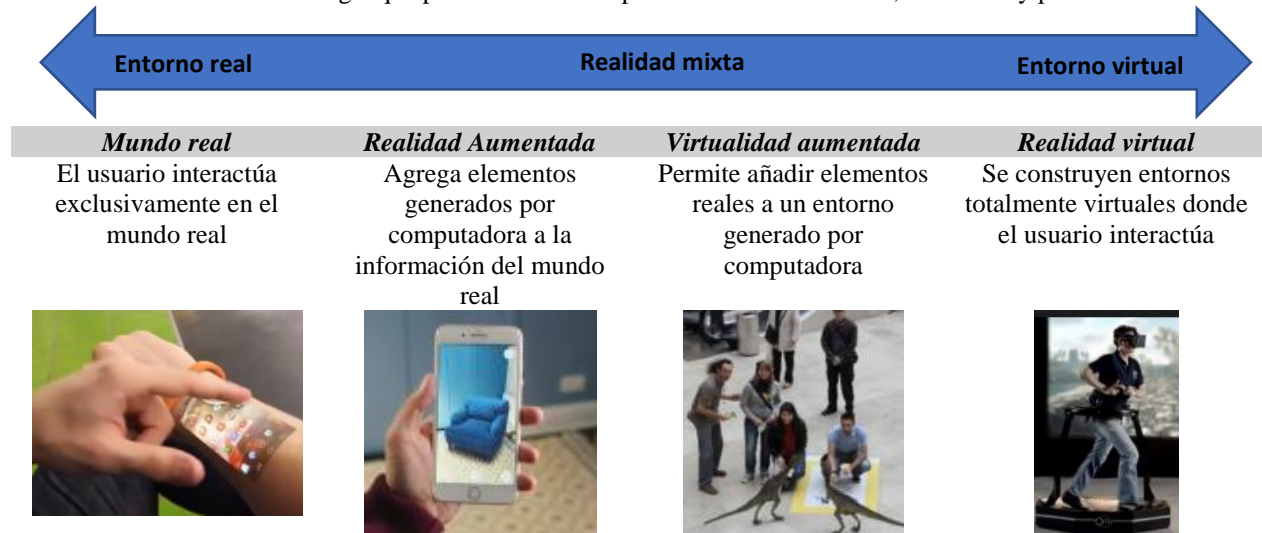 Entorno real
Realidad mixta
Entorno virtual
Mundo real
Realidad Aumentada
Virtualidad aumentada
Realidad virtual
El usuario interactúa
exclusivamente en el
mundo real
Agrega elementos
generados por
computadora a la
información del mundo
real
Permite añadir elementos
reales a un entorno
generado por
computadora
Se construyen entornos
totalmente virtuales donde
el usuario interactúa